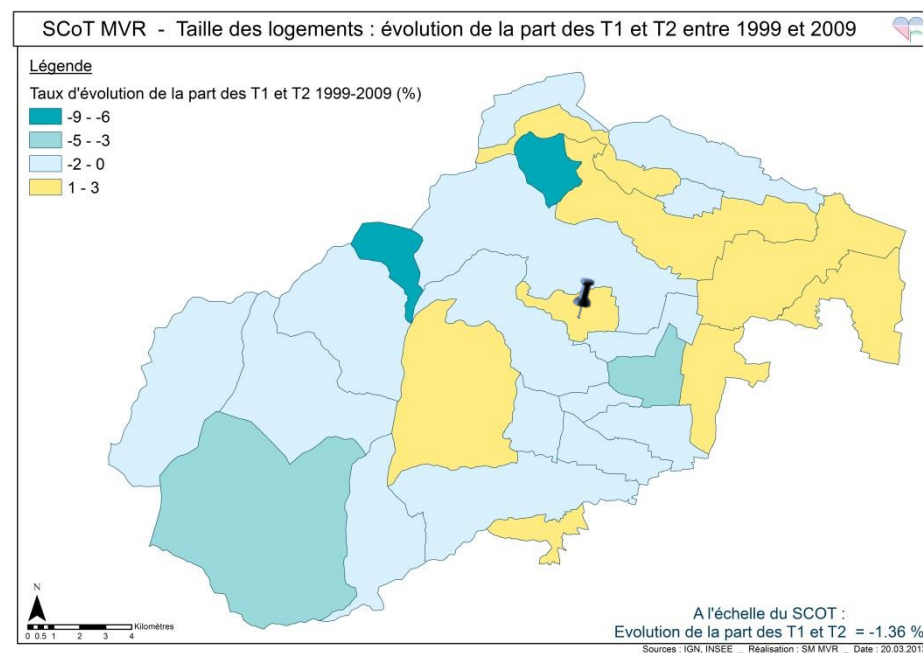 SCoT MVR - Taille des logements : évolution de la part des T1 et T2 entre 1999 et 2009
Légende
Taux d'évolution de la part des T1 et T2 1999-2009 (%)
-9 - -6
-5 - -3
-2 - 0
1 - 3
N
0 0.5 1 2 3 4 Kilomètres
A l'échelle du SCOT :
Evolution de la part des T1 et T2 = -1.36 %
Sources : IGN, INSEE _ Réalisation : SM MVR _ Date : 20.03.201